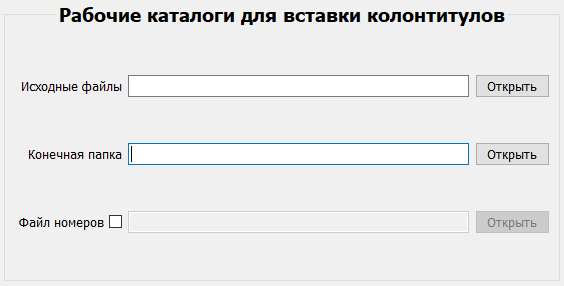 Рабочие каталоги для вставки колонтитулов
Исходные файлы Открыть
Конечная папка Открыть
Файл номеров Открыть